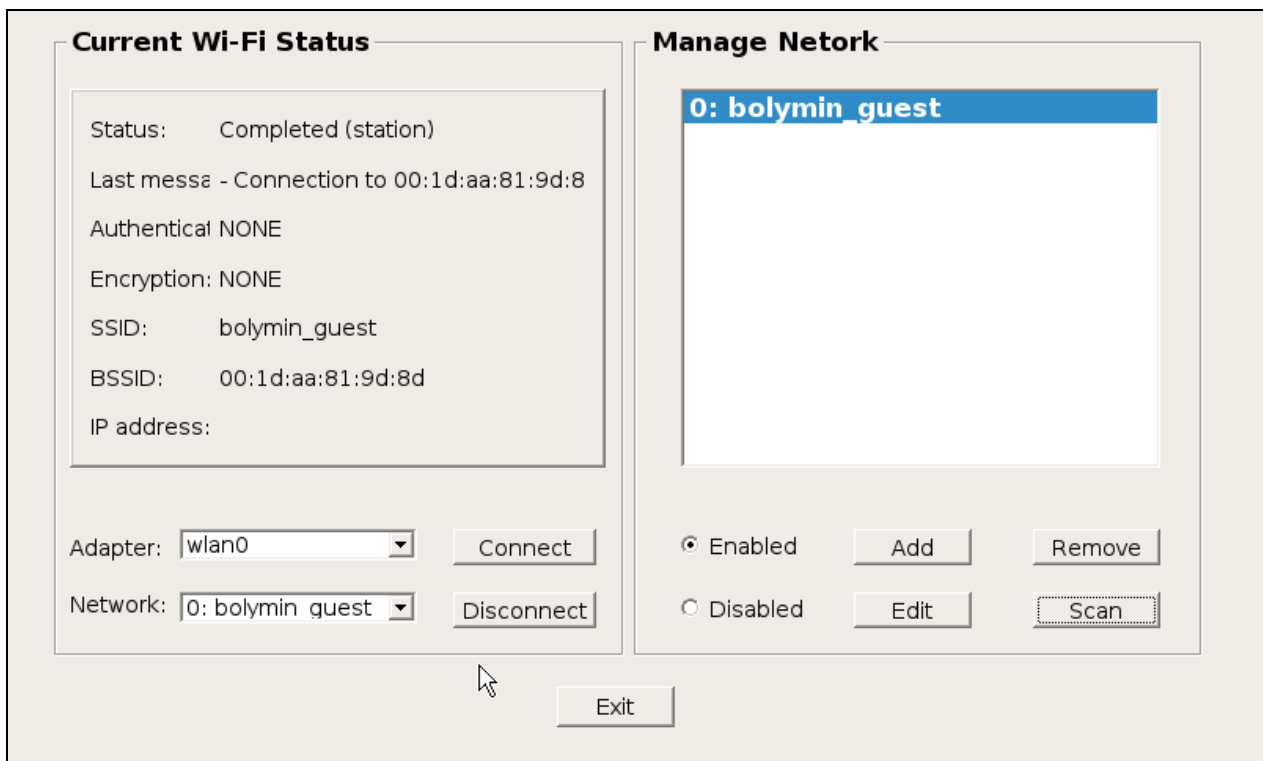 Current Wi-Fi Status
Status: Completed (station)
Last messa - Connection to 00:1d:aa:81:9d:8
Authenticat NONE
Encryption: NONE
SSID: bolymin_guest
BSSID: 00:1d:aa:81:9d:8d
IP address:
Adapter: wlan0 Connect
Network: 0: bolymin_guest Disconnect
Manage Netork
0: bolymin_guest
Enabled Add Remove
Disabled Edit Scan
Exit